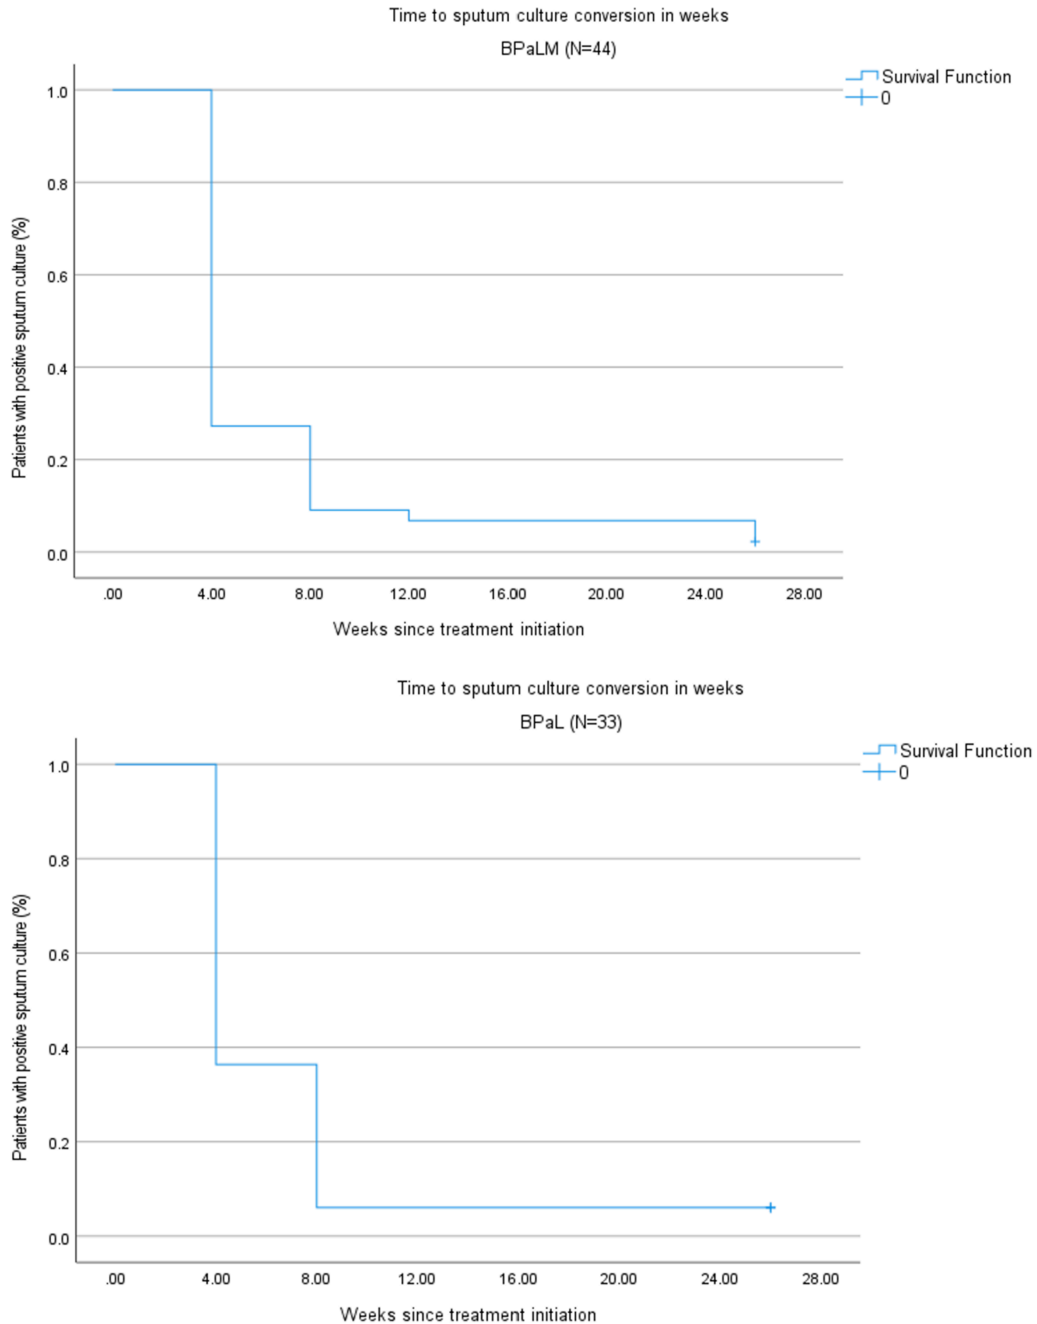 Time to sputum culture conversion in weeks
BPaLM (N=44)
Survival Function
0
Patients with positive sputum culture (%)
1.0
0.8
0.6
0.4
0.2
0.0
.00 4.00 8.00 12.00 16.00 20.00 24.00 28.00
Weeks since treatment initiation
Time to sputum culture conversion in weeks
BPaL (N=33)
Survival Function
0
Patients with positive sputum culture (%)
1.0
0.8
0.6
0.4
0.2
0.0
.00 4.00 8.00 12.00 16.00 20.00 24.00 28.00
Weeks since treatment initiation